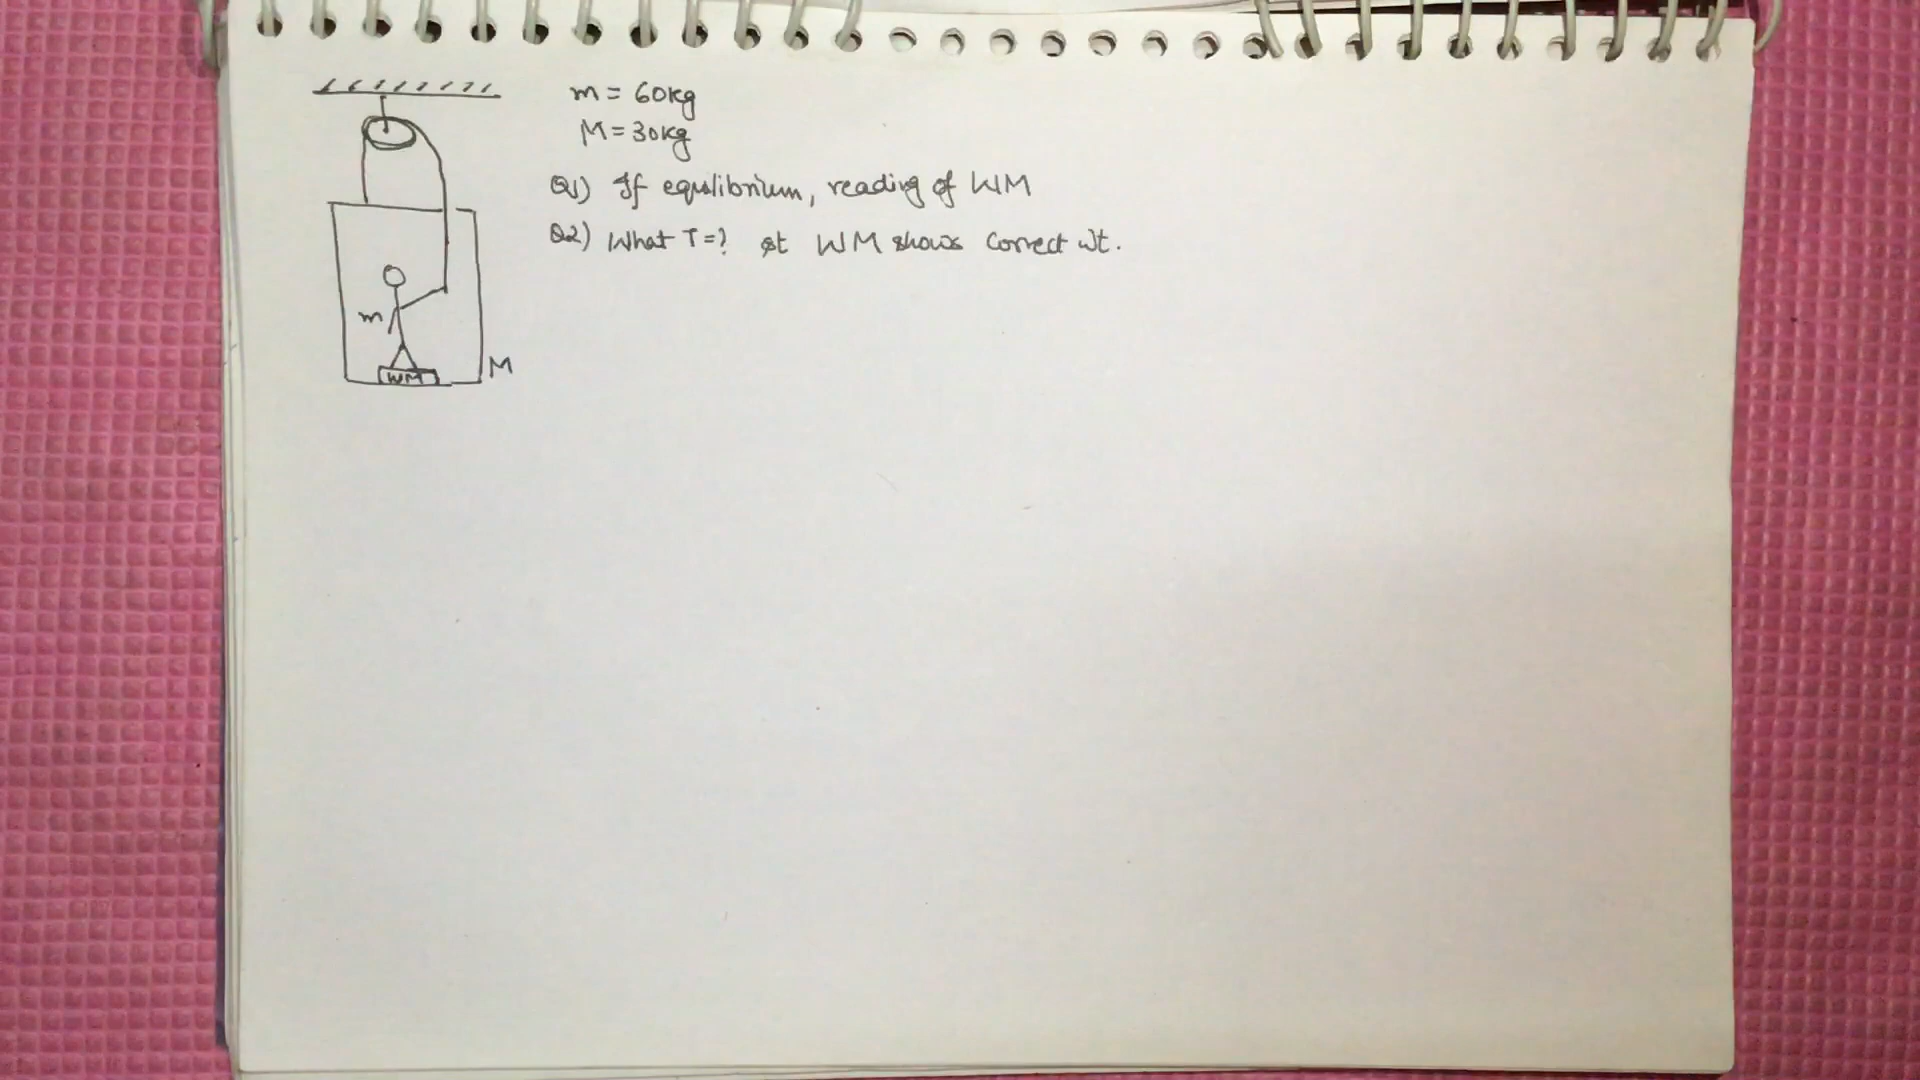 m = 60kg
M = 30kg
Q1) If equilibrium, reading of WM
Q2) What T=? st WM shows correct wt.
m
M
WM